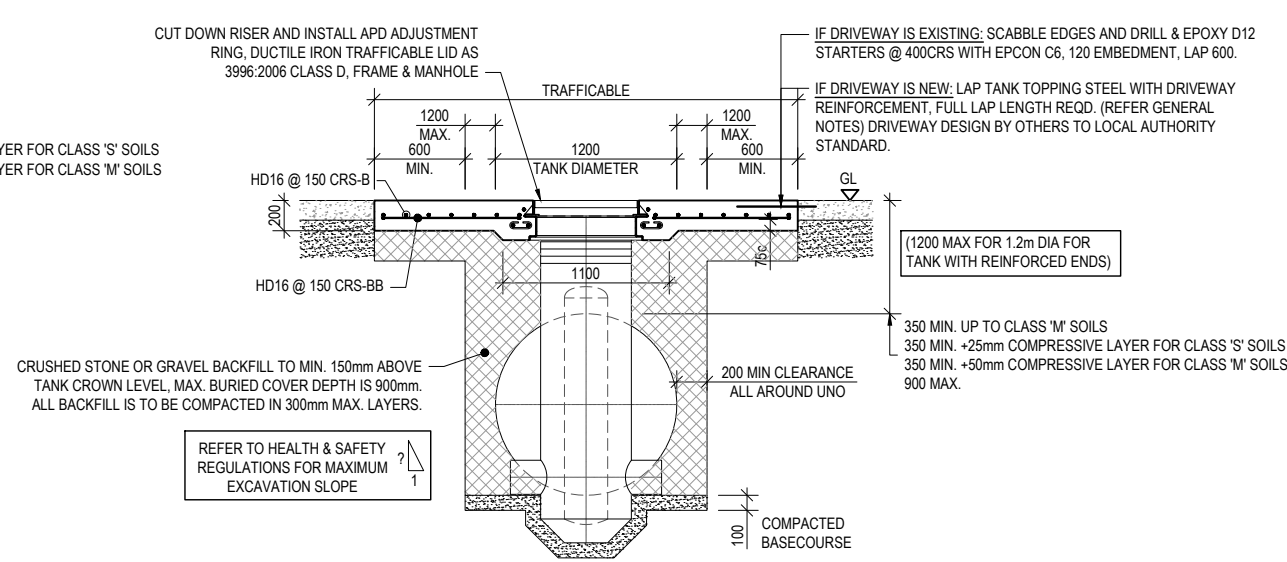 CUT DOWN RISER AND INSTALL APD ADJUSTMENT
RING, DUCTILE IRON TRAFFICABLE LID AS
3996:2006 CLASS D, FRAME & MANHOLE
IF DRIVEWAY IS EXISTING: SCABBLE EDGES AND DRILL & EPOXY D12
STARTERS @ 400CRS WITH EPCON C6, 120 EMBEDMENT, LAP 600.
IF DRIVEWAY IS NEW: LAP TANK TOPPING STEEL WITH DRIVEWAY
REINFORCEMENT, FULL LAP LENGTH REQD. (REFER GENERAL
NOTES) DRIVEWAY DESIGN BY OTHERS TO LOCAL AUTHORITY
STANDARD.
TRAFFICABLE
1200
MAX.
1200
MAX.
600
MIN.
1200
TANK DIAMETER
600
MIN.
YER FOR CLASS 'S' SOILS
YER FOR CLASS 'M' SOILS
HD16 @ 150 CRS-B
GL
200
75c
(1200 MAX FOR 1.2m DIA FOR
TANK WITH REINFORCED ENDS)
1100
HD16 @ 150 CRS-BB
350 MIN. UP TO CLASS 'M' SOILS
350 MIN. +25mm COMPRESSIVE LAYER FOR CLASS 'S' SOILS
350 MIN. +50mm COMPRESSIVE LAYER FOR CLASS 'M' SOILS
900 MAX.
CRUSHED STONE OR GRAVEL BACKFILL TO MIN. 150mm ABOVE
TANK CROWN LEVEL, MAX. BURIED COVER DEPTH IS 900mm.
ALL BACKFILL IS TO BE COMPACTED IN 300mm MAX. LAYERS.
200 MIN CLEARANCE
ALL AROUND UNO
REFER TO HEALTH & SAFETY
REGULATIONS FOR MAXIMUM
EXCAVATION SLOPE
?
1
100
COMPACTED
BASECOURSE